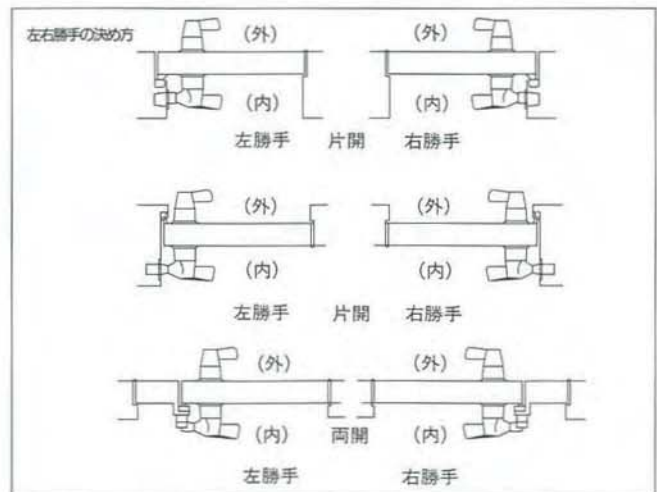 左右勝手の決め方
(外) (外)
(内) (内)
左勝手 片開 右勝手
(外) (外)
(内) (内)
左勝手 片開 右勝手
(外) (外)
(内) 両開 (内)
左勝手 右勝手